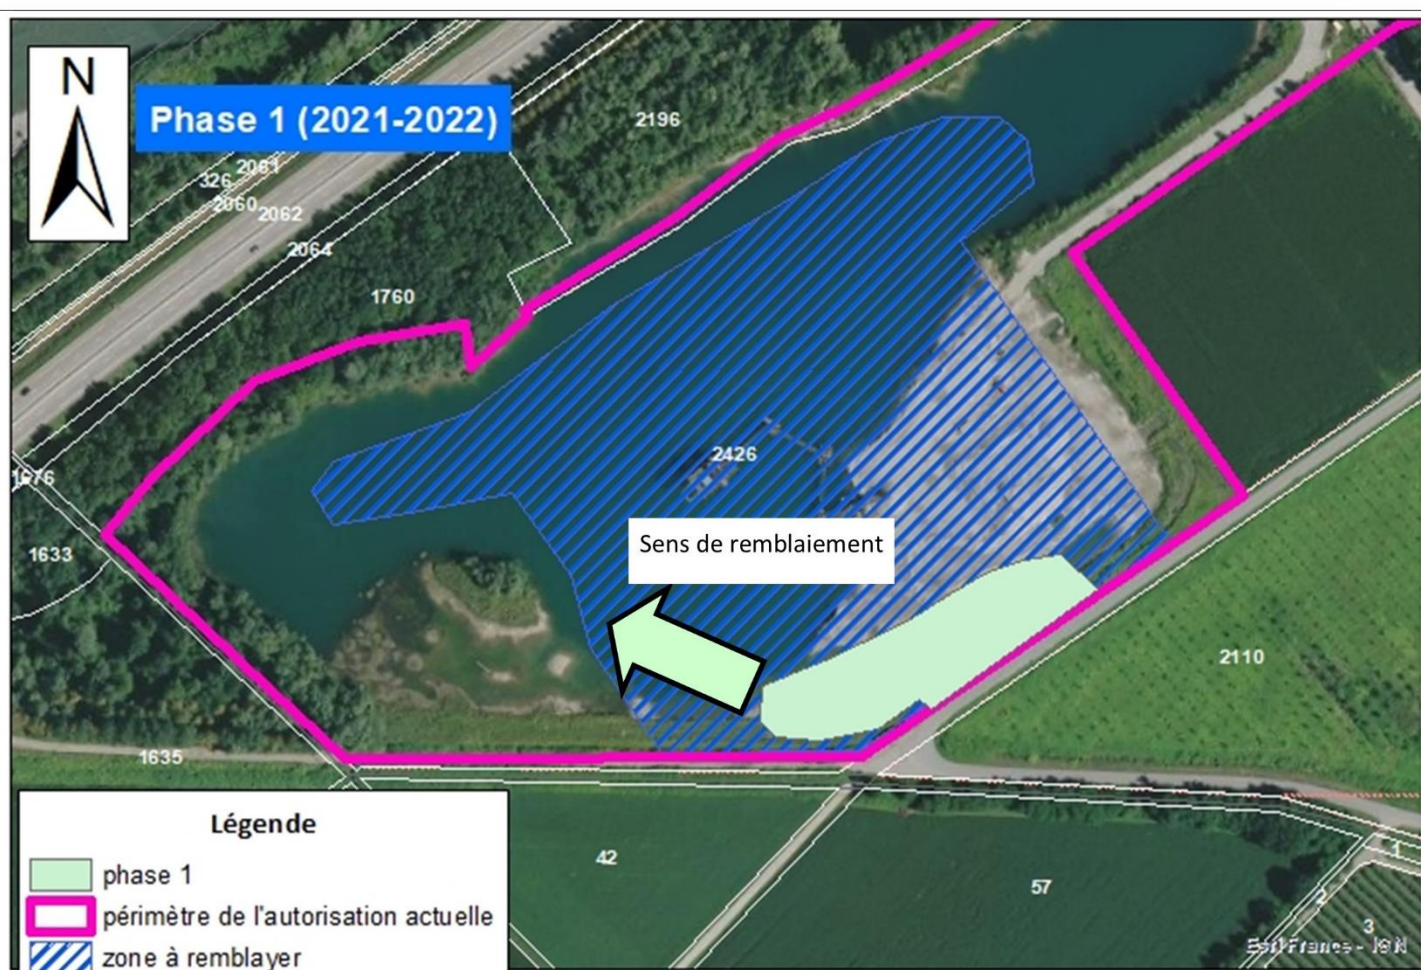 N
Phase 1 (2021-2022)
2196
2061
326
2060
2062
2064
1760
1676
2426
Sens de remblaiement
1633
2110
1635
Légende
phase 1
périmètre de l'autorisation actuelle
zone à remblayer
42
57
1
2
3
Esri France - IGN